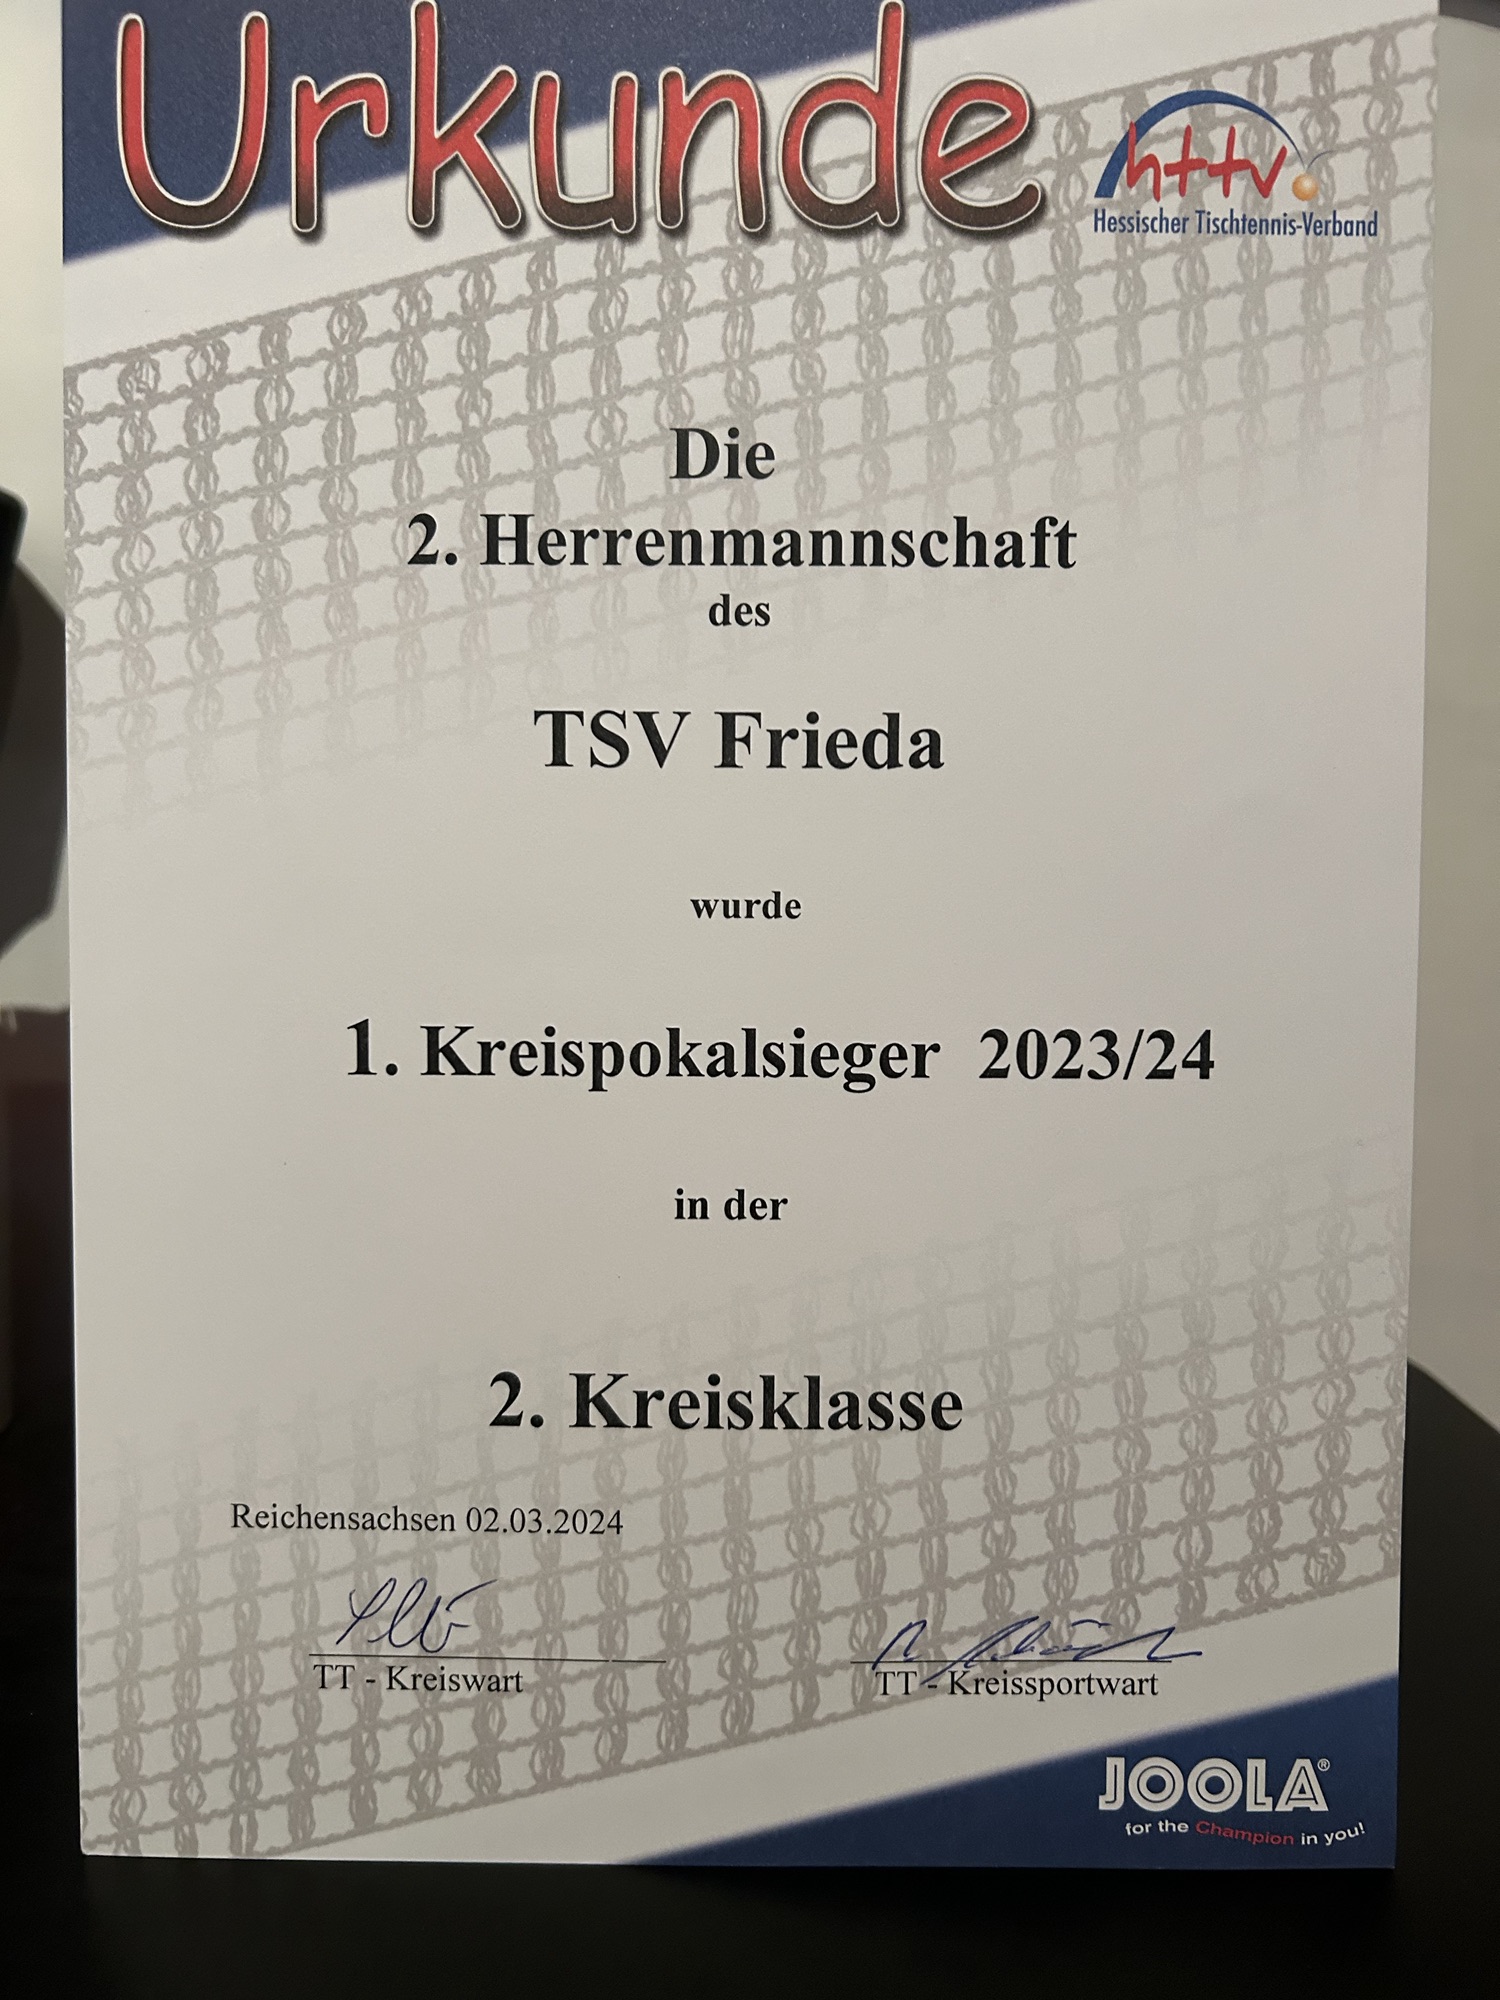 Urkunde
httv
Hessischer Tischtennis-Verband
Die
2. Herrenmannschaft
des
TSV Frieda
wurde
1. Kreispokalsieger 2023/24
in der
2. Kreisklasse
Reichensachsen 02.03.2024
TT - Kreiswart
TT - Kreissportwart
JOOLA®
for the Champion in you!